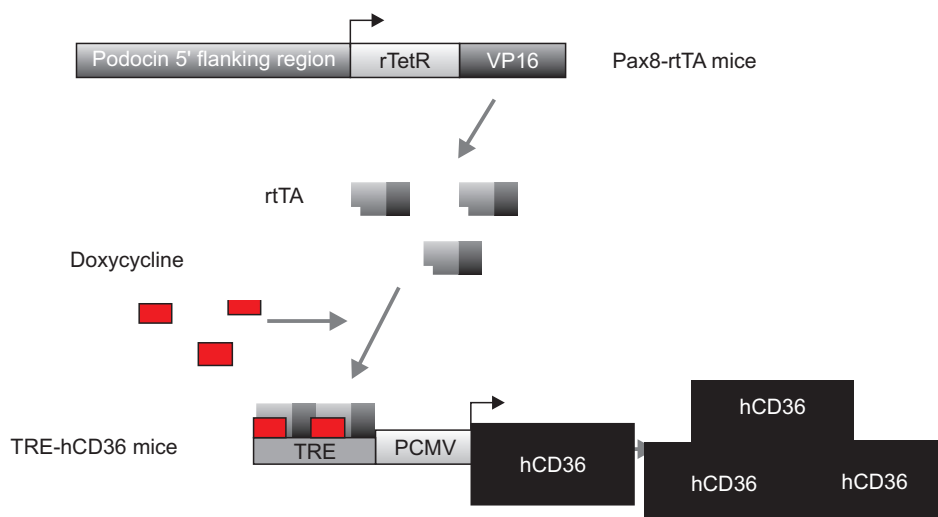 Podocin 5' flanking region rTetR VP16 Pax8-rtTA mice
rtTA
Doxycycline
hCD36
TRE-hCD36 mice TRE PCMV hCD36 hCD36 hCD36